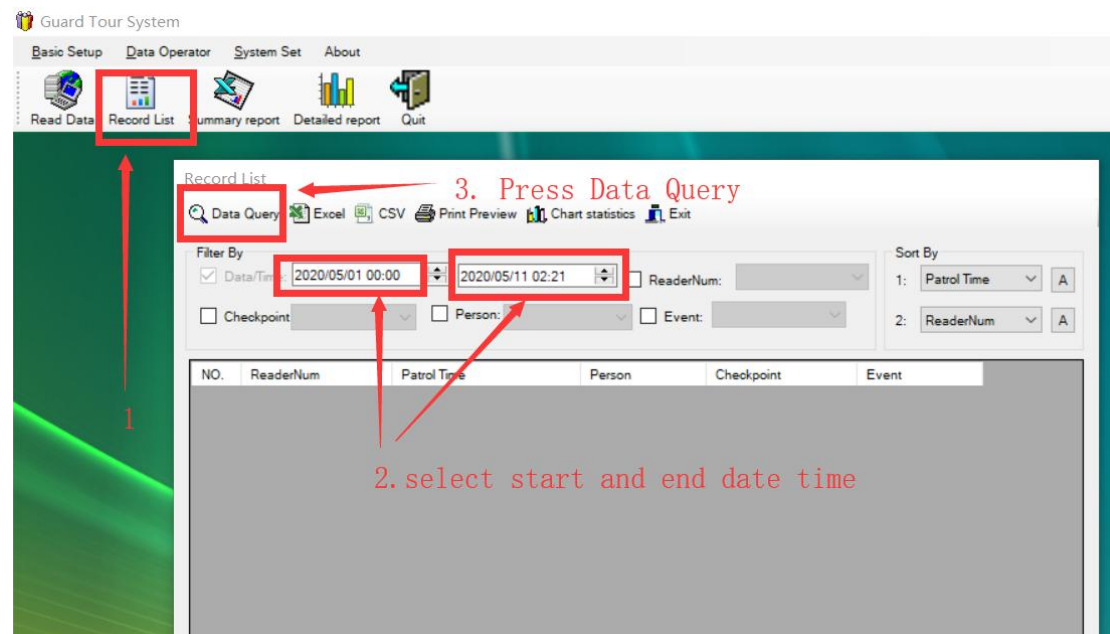 Guard Tour System
Basic Setup Data Operator System Set About
Read Data Record List Summary report Detailed report Quit
Record List
3. Press Data Query
Data Query Excel CSV Print Preview Chart statistics Exit
Filter By Sort By
Data/Time: 2020/05/01 00:00 2020/05/11 02:21 ReaderNum: 1: Patrol Time A
Checkpoint Person: Event: 2: ReaderNum A
NO. ReaderNum Patrol Time Person Checkpoint Event
1
2.select start and end date time